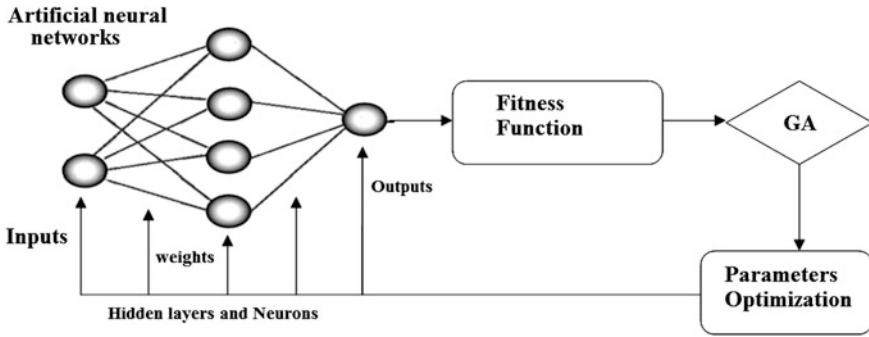 Artificial neural
networks
Fitness
Function
GA
Outputs
Inputs
weights
Parameters
Optimization
Hidden layers and Neurons